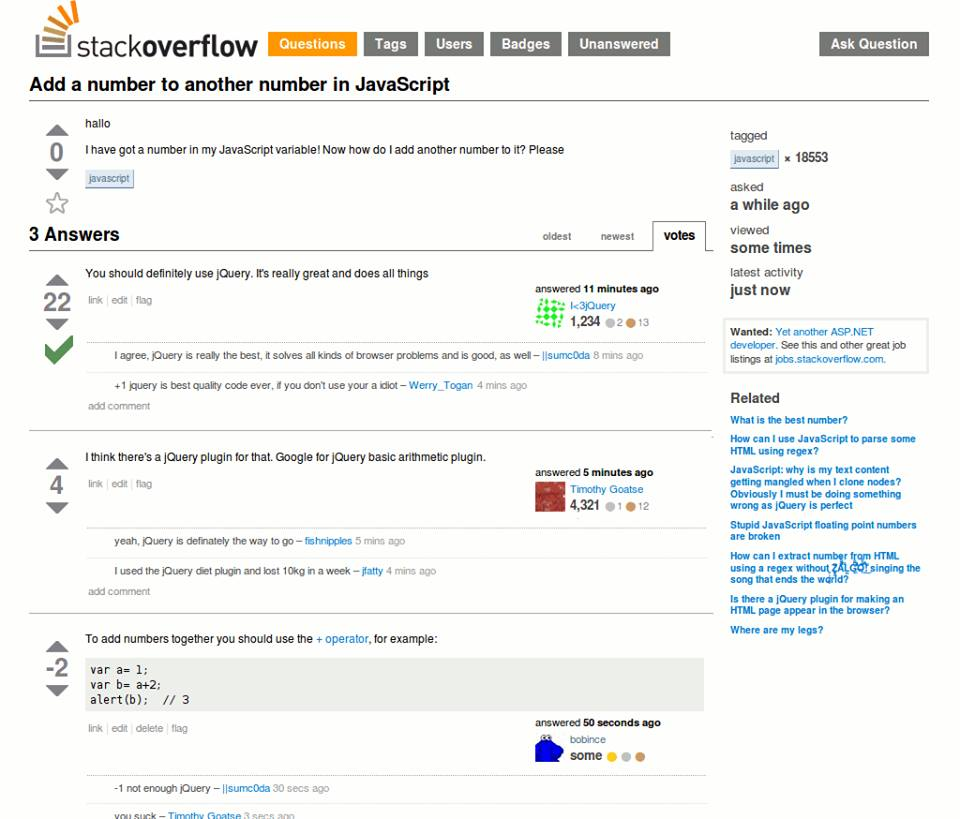 stackoverflow
Questions
Tags
Users
Badges
Unanswered
Ask Question
Add a number to another number in JavaScript
hallo
0
I have got a number in my JavaScript variable! Now how do I add another number to it? Please
javascript
tagged
javascript × 18553
asked
a while ago
viewed
some times
latest activity
just now
3 Answers
oldest
newest
votes
You should definitely use jQuery. It's really great and does all things
22
link | edit | flag
answered 11 minutes ago
I<3jQuery
1,234 2 13
I agree, jQuery is really the best, it solves all kinds of browser problems and is good, as well – ||sumc0da 8 mins ago
+1 jquery is best quality code ever, if you don't use your a idiot – Werry_Togan 4 mins ago
add comment
I think there's a jQuery plugin for that. Google for jQuery basic arithmetic plugin.
4
link | edit | flag
answered 5 minutes ago
Timothy Goatse
4,321 1 12
yeah, jQuery is definately the way to go – fishnipples 5 mins ago
I used the jQuery diet plugin and lost 10kg in a week – jfatty 4 mins ago
add comment
To add numbers together you should use the + operator, for example:
-2
var a= 1;
var b= a+2;
alert(b);  // 3
link | edit | delete | flag
answered 50 seconds ago
bobince
some
-1 not enough jQuery – ||sumc0da 30 secs ago
you suck – Timothy Goatse 3 secs ago
Wanted: Yet another ASP.NET
developer. See this and other great job
listings at jobs.stackoverflow.com.
Related
What is the best number?
How can I use JavaScript to parse some
HTML using regex?
JavaScript: why is my text content
getting mangled when I clone nodes?
Obviously I must be doing something
wrong as jQuery is perfect
Stupid JavaScript floating point numbers
are broken
How can I extract number from HTML
using a regex without ZALGO! singing the
song that ends the world?
Is there a jQuery plugin for making an
HTML page appear in the browser?
Where are my legs?